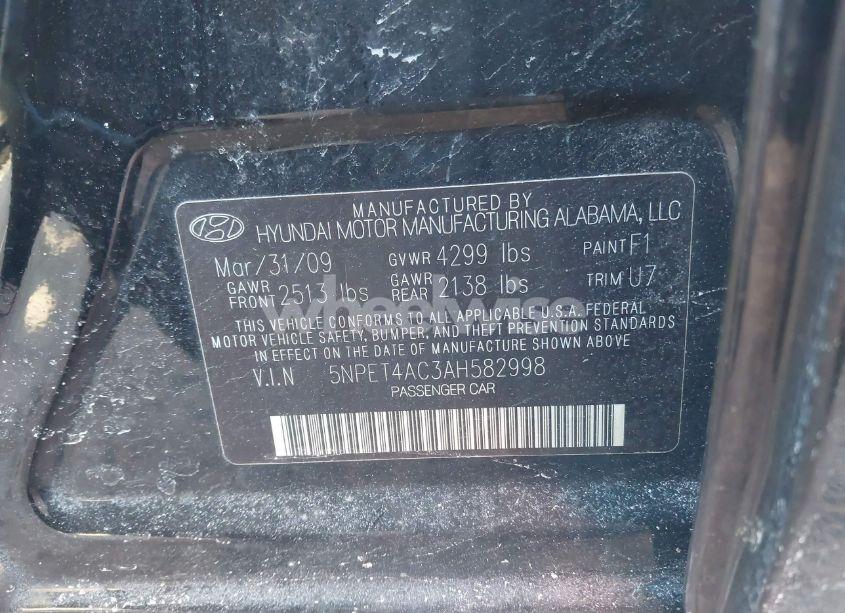 MANUFACTURED BY
HYUNDAI MOTOR MANUFACTURING ALABAMA, LLC
Mar/31/09 GVWR 4299 lbs PAINT F1
GAWR FRONT 2513 lbs GAWR REAR 2138 lbs TRIM U7
wheelwise
THIS VEHICLE CONFORMS TO ALL APPLICABLE U.S.A. FEDERAL
MOTOR VEHICLE SAFETY, BUMPER, AND THEFT PREVENTION STANDARDS
IN EFFECT ON THE DATE OF MANUFACTURE SHOWN ABOVE
V.I.N 5NPET4AC3AH582998
PASSENGER CAR